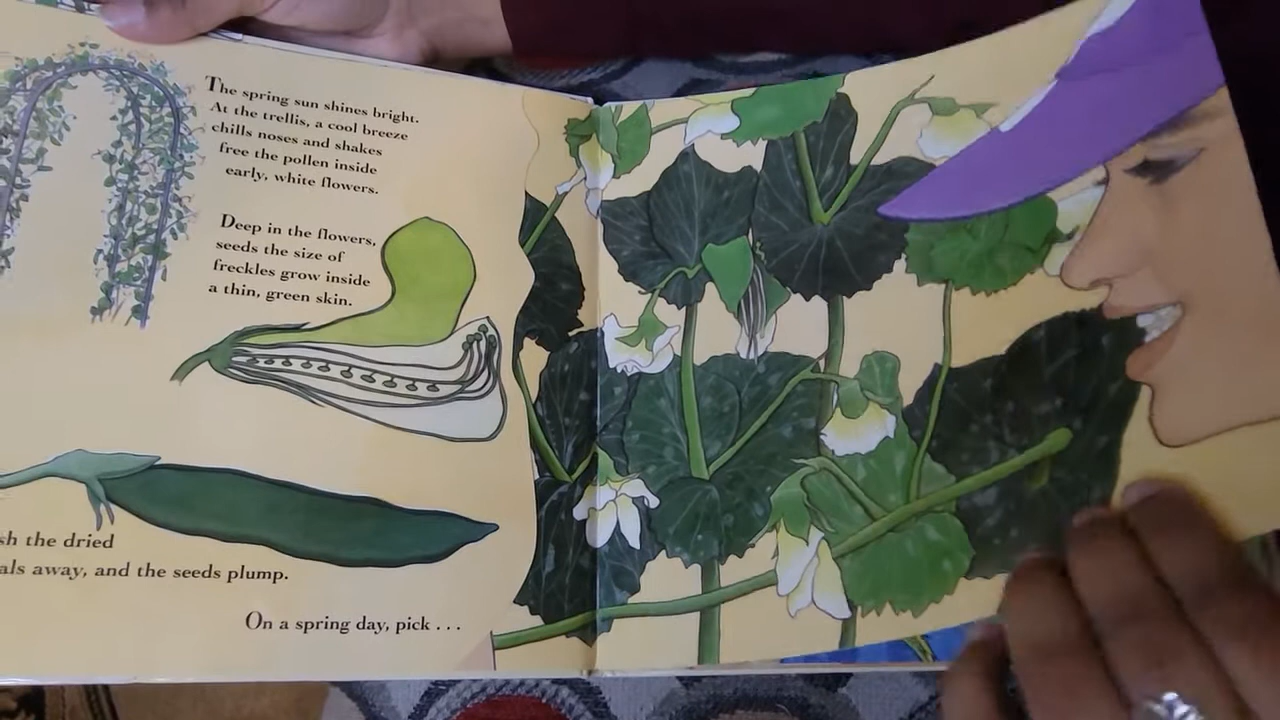 The spring sun shines bright.
At the trellis, a cool breeze
chills noses and shakes
free the pollen inside
early, white flowers.
Deep in the flowers,
seeds the size of
freckles grow inside
a thin, green skin.
the dried
away, and the seeds plump.
On a spring day, pick . . .